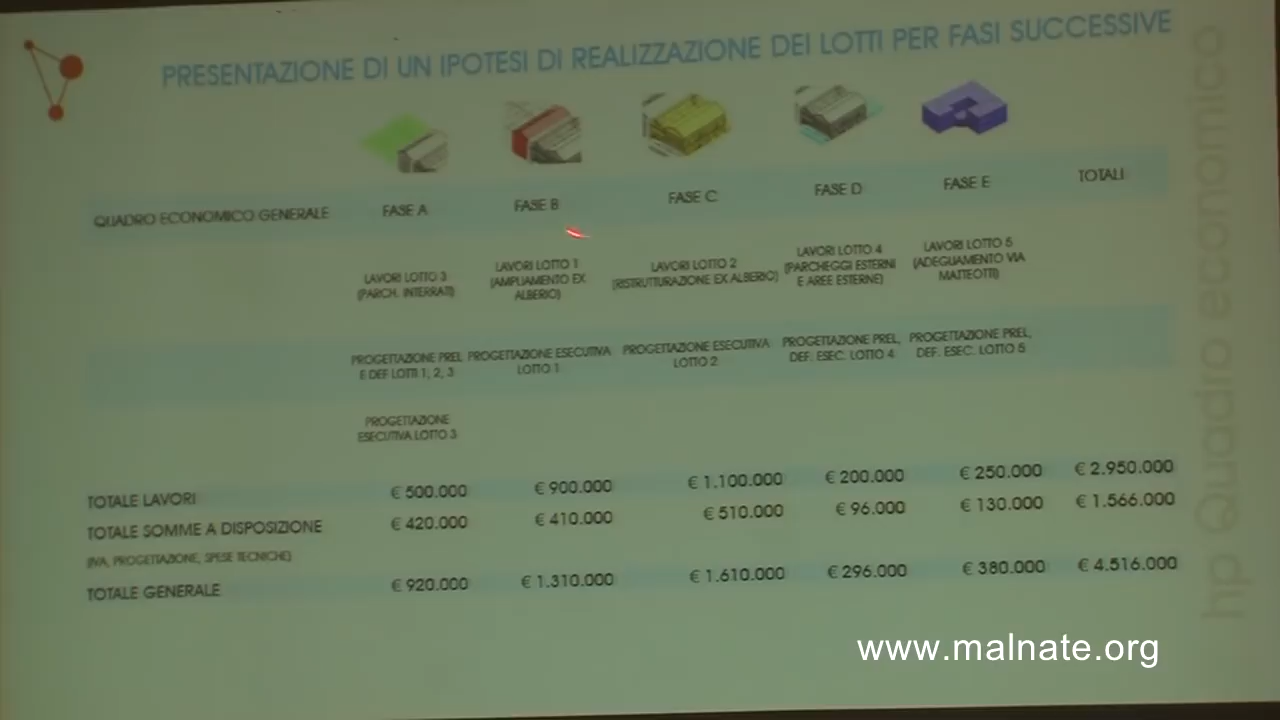 PRESENTAZIONE DI UN IPOTESI DI REALIZZAZIONE DEI LOTTI PER FASI SUCCESSIVE
QUADRO ECONOMICO GENERALE FASE A FASE B FASE C FASE D FASE E TOTALI
LAVORI LOTTO 3
(PARCH. INTERRATI)
LAVORI LOTTO 1
(AMPLIAMENTO EX
ALBERIO)
LAVORI LOTTO 2
(RISTRUTTURAZIONE EX ALBERIO)
LAVORI LOTTO 4
(PARCHEGGI ESTERNI
E AREE ESTERNE)
LAVORI LOTTO 5
(ADEGUAMENTO VIA
MATTEOTTI)
PROGETTAZIONE PREL
E DEF LOTTI 1, 2, 3
PROGETTAZIONE ESECUTIVA
LOTTO 1
PROGETTAZIONE ESECUTIVA
LOTTO 2
PROGETTAZIONE PREL,
DEF. ESEC. LOTTO 4
PROGETTAZIONE PREL,
DEF. ESEC. LOTTO 5
PROGETTAZIONE
ESECUTIVA LOTTO 3
TOTALE LAVORI € 500.000 € 900.000 € 1.100.000 € 200.000 € 250.000 € 2.950.000
TOTALE SOMME A DISPOSIZIONE € 420.000 € 410.000 € 510.000 € 96.000 € 130.000 € 1.566.000
(IVA, PROGETTAZIONE, SPESE TECNICHE)
TOTALE GENERALE € 920.000 € 1.310.000 € 1.610.000 € 296.000 € 380.000 € 4.516.000
hp Quadro economico
www.malnate.org